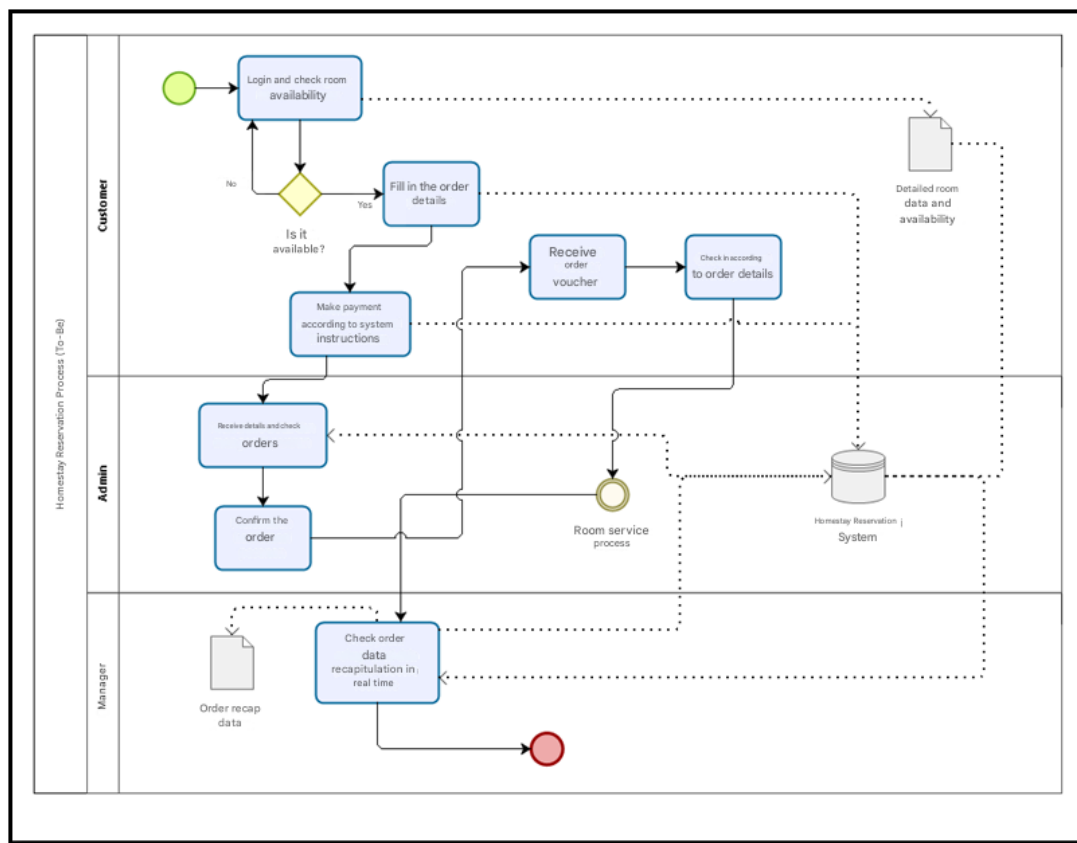 Homestay Reservation Process (To-Be)
Customer
Login and check room
availability
No
Yes
Is it
available?
Fill in the order
details
Detailed room
data and
availability
Receive
order
voucher
Check in according
to order details
Make payment
according to system
instructions
Admin
Receive details and check
orders
Confirm the
order
Room service
process
Homestay Reservation
System
Manager
Check order
data
recapitulation in
real time
Order recap
data